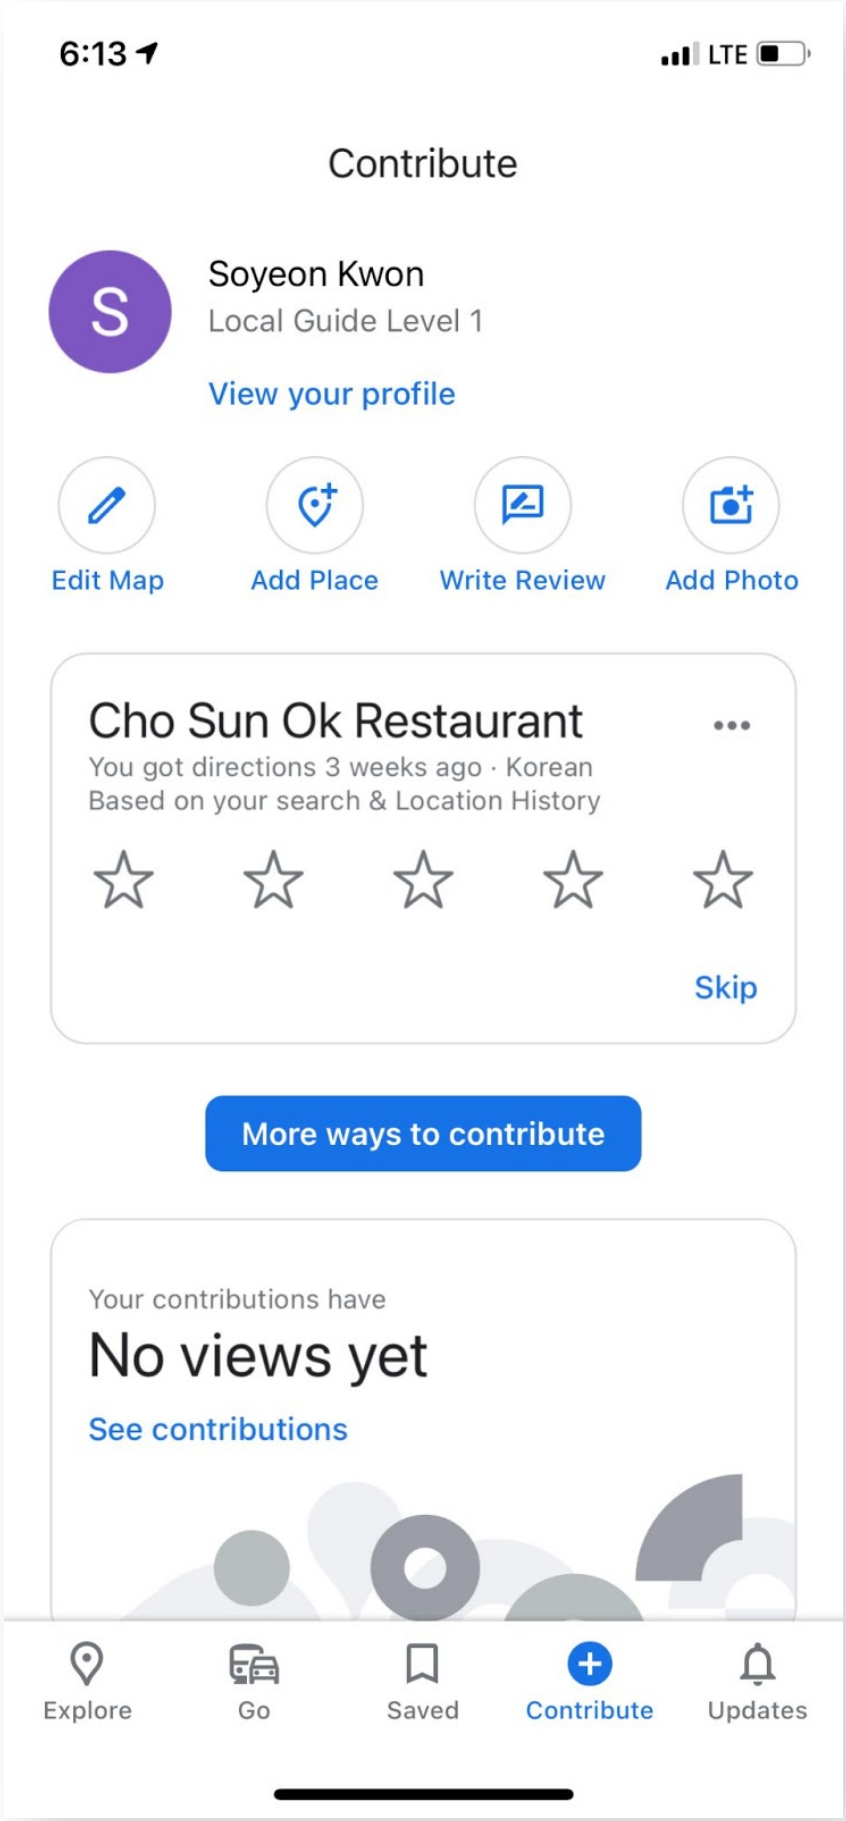 6:13
LTE
Contribute
S
Soyeon Kwon
Local Guide Level 1
View your profile
Edit Map
Add Place
Write Review
Add Photo
Cho Sun Ok Restaurant
You got directions 3 weeks ago · Korean
Based on your search & Location History
Skip
More ways to contribute
Your contributions have
No views yet
See contributions
Explore
Go
Saved
Contribute
Updates